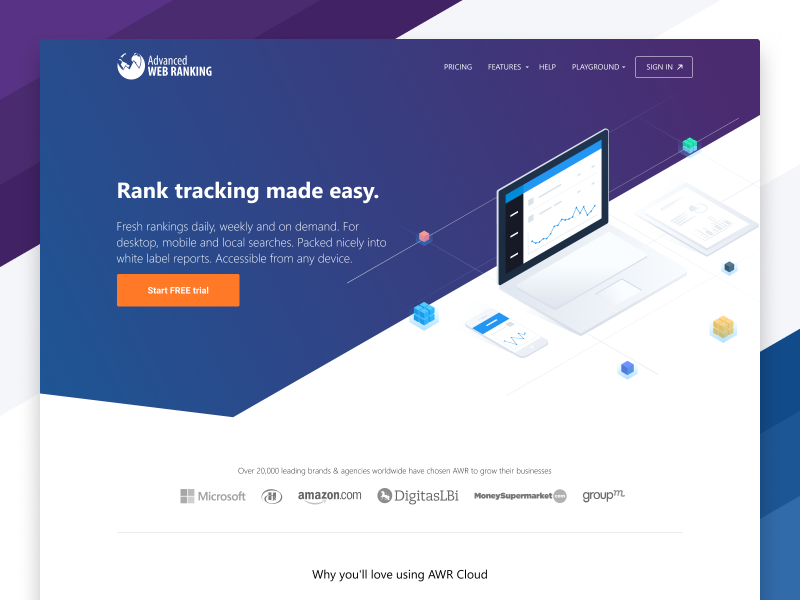 Advanced
WEB RANKING
PRICING FEATURES HELP PLAYGROUND SIGN IN
Rank tracking made easy.
Fresh rankings daily, weekly and on demand. For
desktop, mobile and local searches. Packed nicely into
white label reports. Accessible from any device.
Start FREE trial
Over 20,000 leading brands & agencies worldwide have chosen AWR to grow their businesses
Microsoft H amazon.com DigitasLBi MoneySupermarket groupm
Why you'll love using AWR Cloud